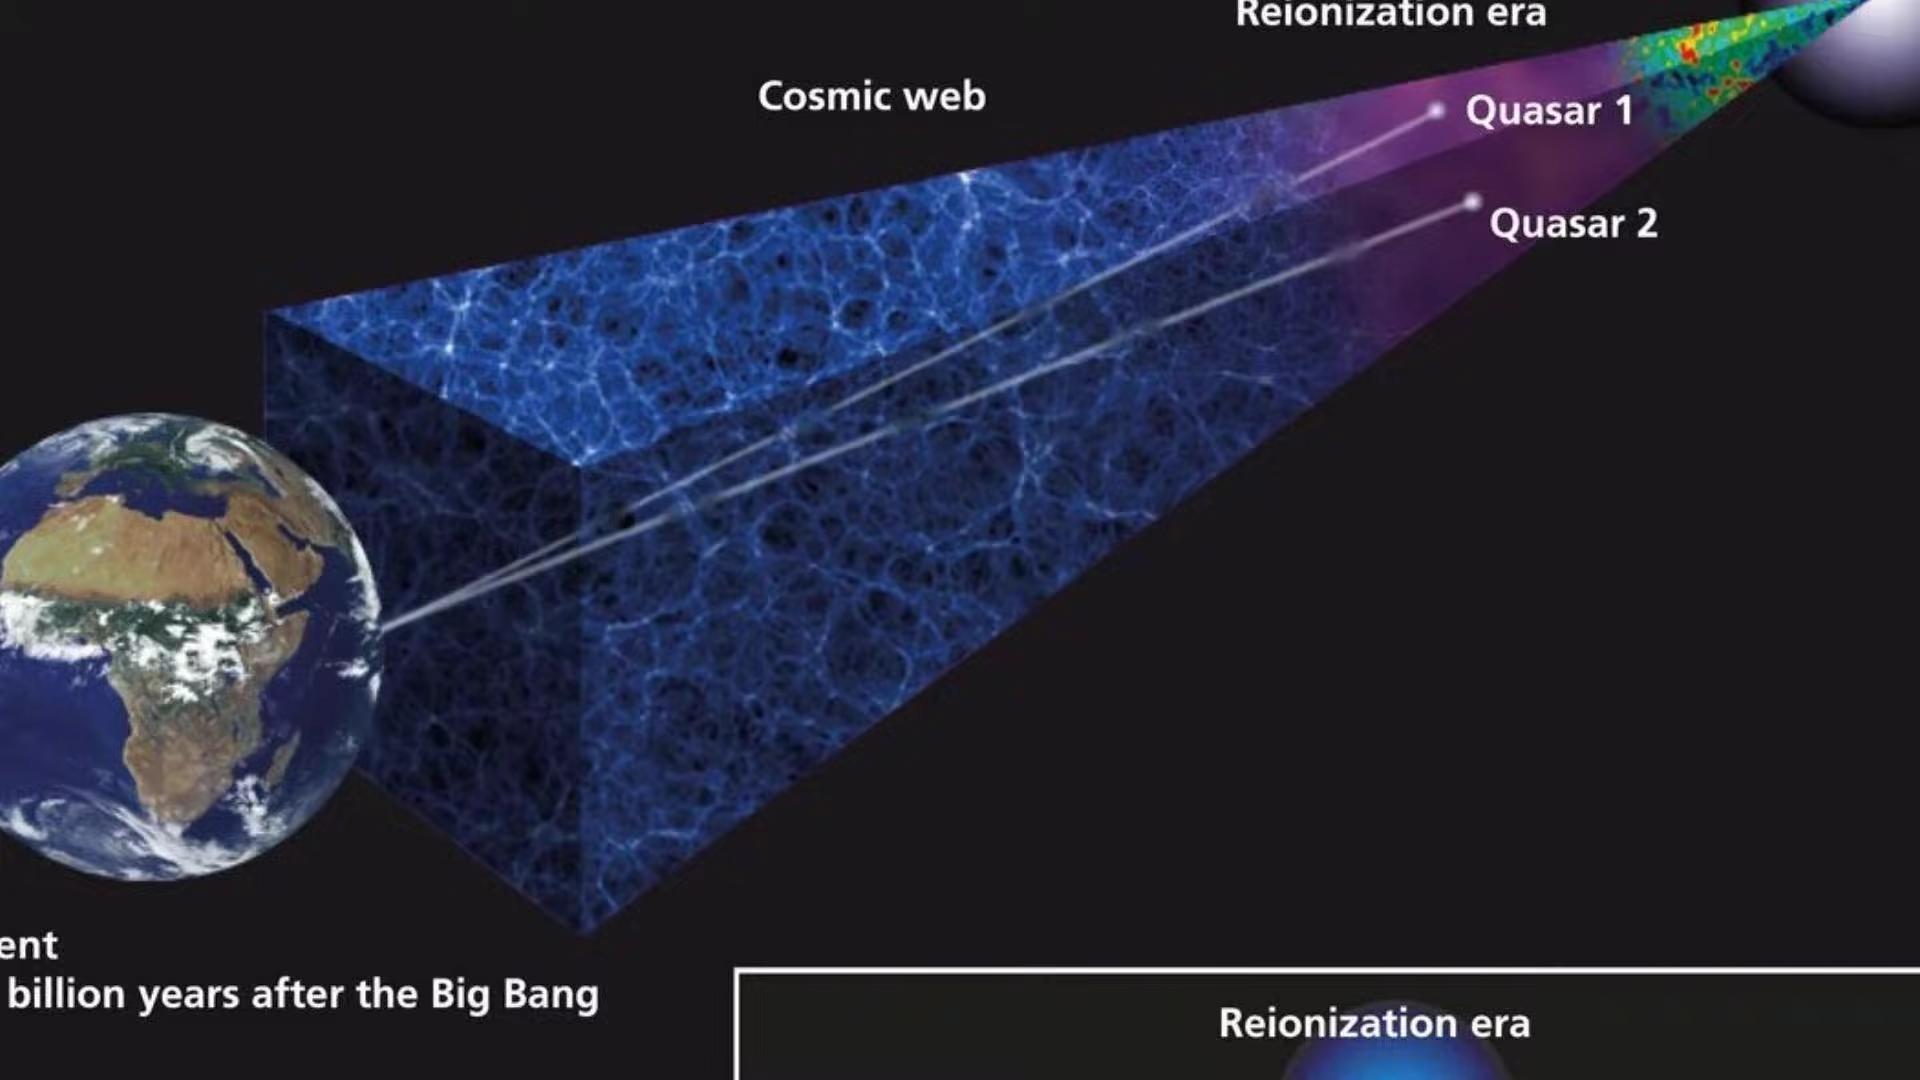 Reionization era
Cosmic web
Quasar 1
Quasar 2
ent
billion years after the Big Bang
Reionization era